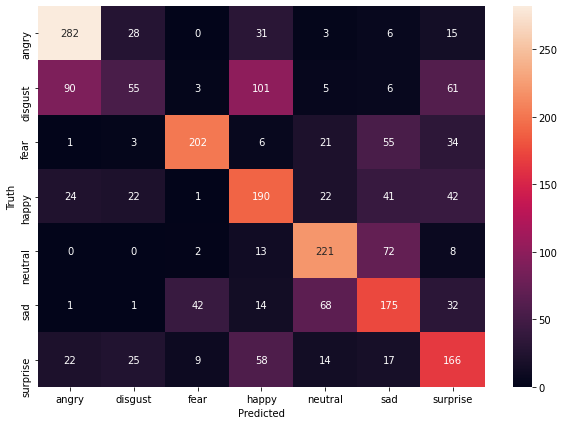 angry 282 28 0 31 3 6 15
disgust 90 55 3 101 5 6 61
fear 1 3 202 6 21 55 34
happy 24 22 1 190 22 41 42
neutral 0 0 2 13 221 72 8
sad 1 1 42 14 68 175 32
surprise 22 25 9 58 14 17 166
angry disgust fear happy neutral sad surprise
Predicted
Truth
250
200
150
100
50
0